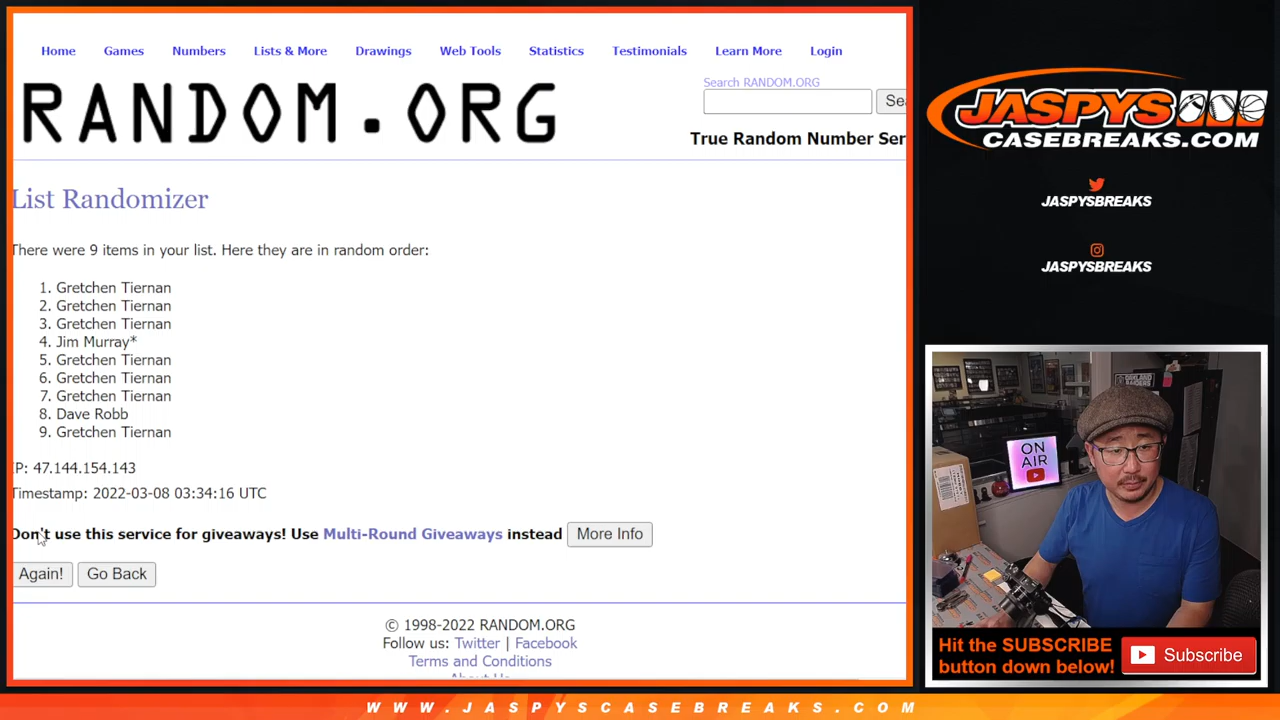 Home Games Numbers Lists & More Drawings Web Tools Statistics Testimonials Learn More Login
RANDOM.ORG
Search RANDOM.ORG
Sea
True Random Number Ser
List Randomizer
There were 9 items in your list. Here they are in random order:
1. Gretchen Tiernan
2. Gretchen Tiernan
3. Gretchen Tiernan
4. Jim Murray*
5. Gretchen Tiernan
6. Gretchen Tiernan
7. Gretchen Tiernan
8. Dave Robb
9. Gretchen Tiernan
IP: 47.144.154.143
Timestamp: 2022-03-08 03:34:16 UTC
Don't use this service for giveaways! Use Multi-Round Giveaways instead More Info
Again! Go Back
© 1998-2022 RANDOM.ORG
Follow us: Twitter | Facebook
Terms and Conditions
About Us
JASPYS
CASEBREAKS.COM
JASPYSBREAKS
JASPYSBREAKS
OAKLAND
RAIDERS
ON
AIR
Hit the SUBSCRIBE
button down below!
Subscribe
WWW.JASPYSCASEBREAKS.COM